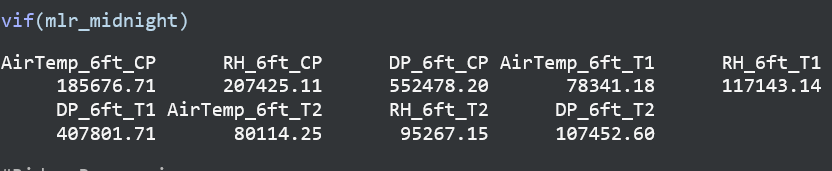 vif(mlr_midnight)
AirTemp_6ft_CP RH_6ft_CP DP_6ft_CP AirTemp_6ft_T1 RH_6ft_T1
185676.71 207425.11 552478.20 78341.18 117143.14
DP_6ft_T1 AirTemp_6ft_T2 RH_6ft_T2 DP_6ft_T2
407801.71 80114.25 95267.15 107452.60